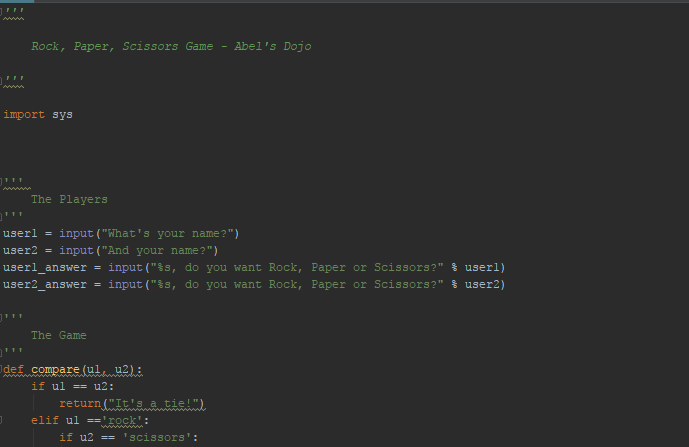 '''
Rock, Paper, Scissors Game - Abel's Dojo
'''
import sys
'''
The Players
'''
user1 = input("What's your name?")
user2 = input("And your name?")
user1_answer = input("%s, do you want Rock, Paper or Scissors?" % user1)
user2_answer = input("%s, do you want Rock, Paper or Scissors?" % user2)
'''
The Game
'''
def compare(u1, u2):
if u1 == u2:
return("It's a tie!")
elif u1 =='rock':
if u2 == 'scissors':